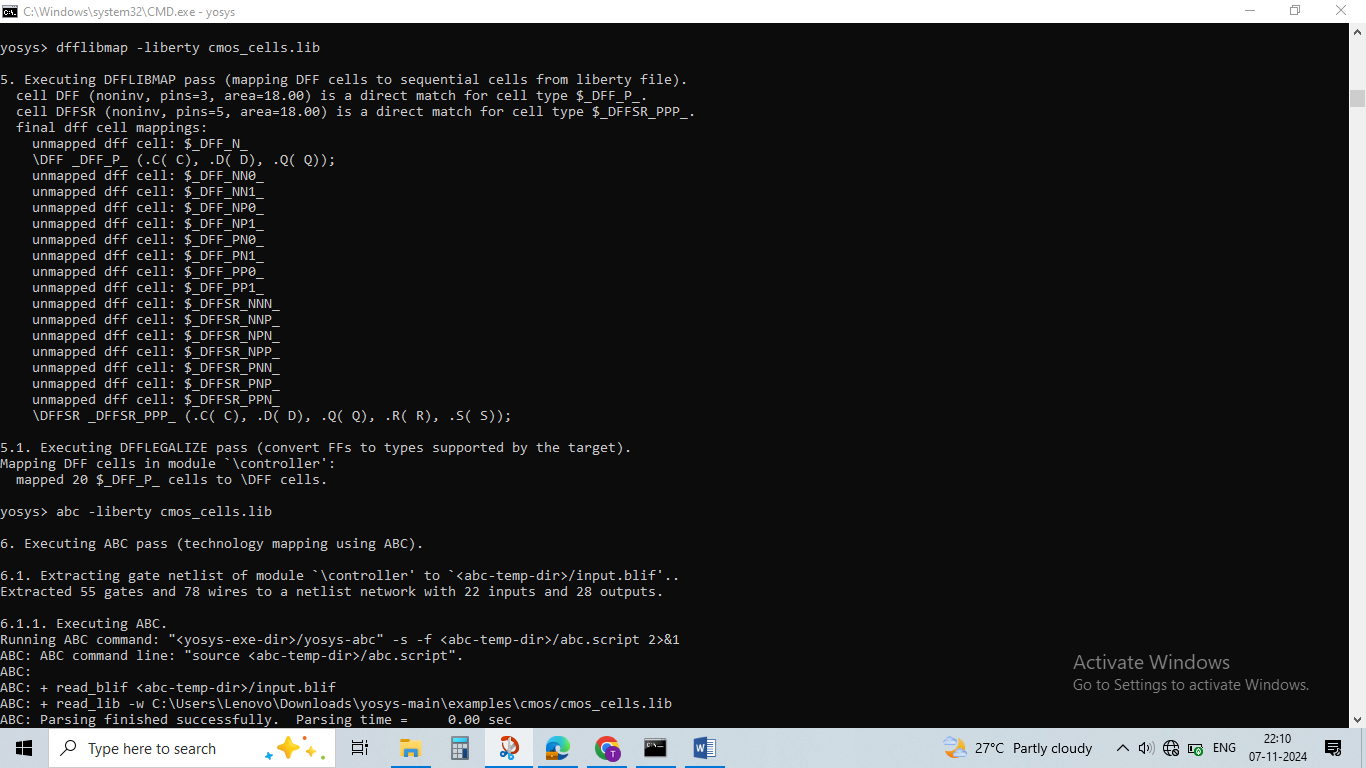 C:\Windows\system32\CMD.exe - yosys
yosys> dfflibmap -liberty cmos_cells.lib
5. Executing DFFLIBMAP pass (mapping DFF cells to sequential cells from liberty file).
cell DFF (noninv, pins=3, area=18.00) is a direct match for cell type $_DFF_P_.
cell DFFSR (noninv, pins=5, area=18.00) is a direct match for cell type $_DFFSR_PPP_.
final dff cell mappings:
unmapped dff cell: $_DFF_N_
\DFF _DFF_P_ (.C( C), .D( D), .Q( Q));
unmapped dff cell: $_DFF_NN0_
unmapped dff cell: $_DFF_NN1_
unmapped dff cell: $_DFF_NP0_
unmapped dff cell: $_DFF_NP1_
unmapped dff cell: $_DFF_PN0_
unmapped dff cell: $_DFF_PN1_
unmapped dff cell: $_DFF_PP0_
unmapped dff cell: $_DFF_PP1_
unmapped dff cell: $_DFFSR_NNN_
unmapped dff cell: $_DFFSR_NNP_
unmapped dff cell: $_DFFSR_NPN_
unmapped dff cell: $_DFFSR_NPP_
unmapped dff cell: $_DFFSR_PNN_
unmapped dff cell: $_DFFSR_PNP_
unmapped dff cell: $_DFFSR_PPN_
\DFFSR _DFFSR_PPP_ (.C( C), .D( D), .Q( Q), .R( R), .S( S));
5.1. Executing DFFLEGALIZE pass (convert FFs to types supported by the target).
Mapping DFF cells in module `\controller':
mapped 20 $_DFF_P_ cells to \DFF cells.
yosys> abc -liberty cmos_cells.lib
6. Executing ABC pass (technology mapping using ABC).
6.1. Extracting gate netlist of module `\controller' to `<abc-temp-dir>/input.blif'..
Extracted 55 gates and 78 wires to a netlist network with 22 inputs and 28 outputs.
6.1.1. Executing ABC.
Running ABC command: "<yosys-exe-dir>/yosys-abc" -s -f <abc-temp-dir>/abc.script 2>&1
ABC: ABC command line: "source <abc-temp-dir>/abc.script".
ABC:
ABC: + read_blif <abc-temp-dir>/input.blif
ABC: + read_lib -w C:\Users\Lenovo\Downloads\yosys-main\examples\cmos/cmos_cells.lib
ABC: Parsing finished successfully.  Parsing time =     0.00 sec
Activate Windows
Go to Settings to activate Windows.
Type here to search
27°C Partly cloudy
ENG
22:10
07-11-2024